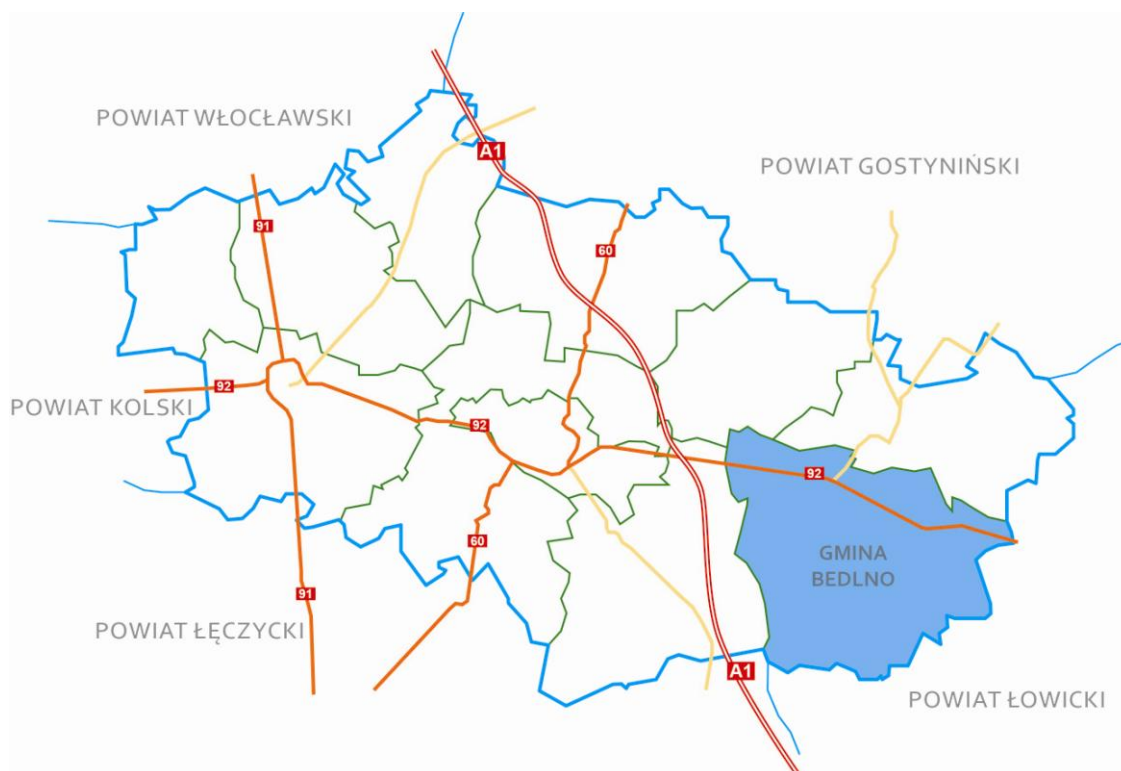 POWIAT WŁOCŁAWSKI
A1
POWIAT GOSTYNIŃSKI
91
60
92
POWIAT KOLSKI
92
92
60
GMINA
BEDLNO
91
POWIAT ŁĘCZYCKI
A1
POWIAT ŁOWICKI